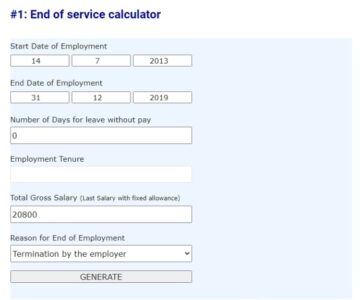 #1: End of service calculator
Start Date of Employment
14 7 2013
End Date of Employment
31 12 2019
Number of Days for leave without pay
0
Employment Tenure
Total Gross Salary (Last Salary with fixed allowance)
20800
Reason for End of Employment
Termination by the employer
GENERATE